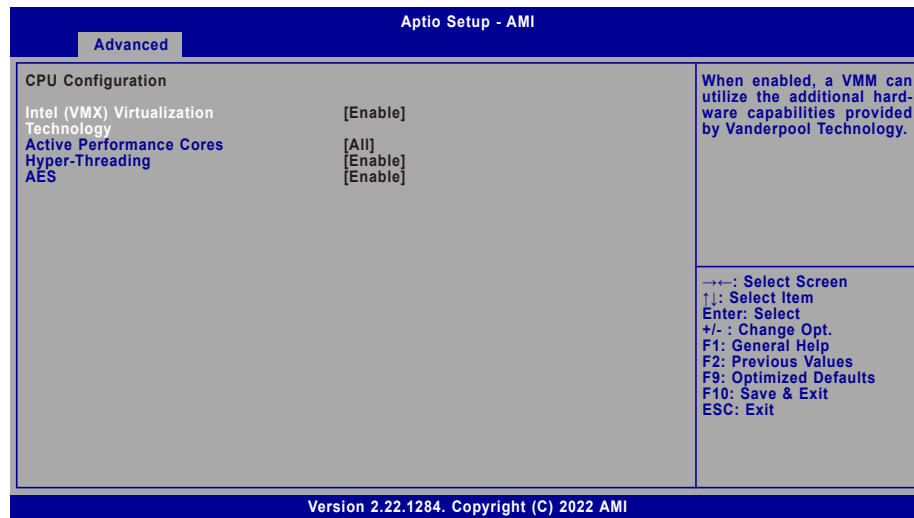 Aptio Setup - AMI
Advanced
CPU Configuration
Intel (VMX) Virtualization [Enable]
Technology
Active Performance Cores [All]
Hyper-Threading [Enable]
AES [Enable]
When enabled, a VMM can
utilize the additional hard-
ware capabilities provided
by Vanderpool Technology.
→←: Select Screen
↑↓: Select Item
Enter: Select
+/- : Change Opt.
F1: General Help
F2: Previous Values
F9: Optimized Defaults
F10: Save & Exit
ESC: Exit
Version 2.22.1284. Copyright (C) 2022 AMI